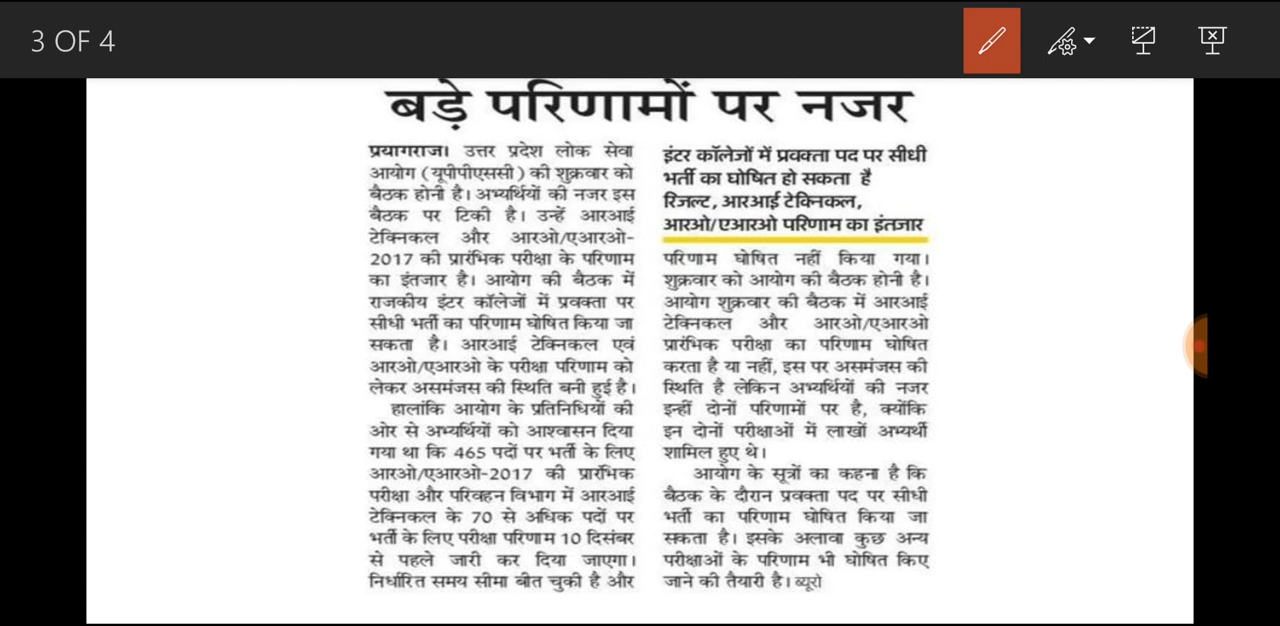 3 OF 4
बड़े परिणामों पर नजर
प्रयागराज। उत्तर प्रदेश लोक सेवा
आयोग (यूपीपीएससी) की शुक्रवार को
बैठक होनी है। अभ्यर्थियों की नजर इस
बैठक पर टिकी है। उन्हें आरआई
टेक्निकल और आरओ/एआरओ-
2017 की प्रारंभिक परीक्षा के परिणाम
का इंतजार है। आयोग की बैठक में
राजकीय इंटर कॉलेजों में प्रवक्ता पर
सीधी भर्ती का परिणाम घोषित किया जा
सकता है। आरआई टेक्निकल एवं
आरओ/एआरओ के परीक्षा परिणाम को
लेकर असमंजस की स्थिति बनी हुई है।
हालांकि आयोग के प्रतिनिधियों की
ओर से अभ्यर्थियों को आश्वासन दिया
गया था कि 465 पदों पर भर्ती के लिए
आरओ/एआरओ-2017 की प्रारंभिक
परीक्षा और परिवहन विभाग में आरआई
टेक्निकल के 70 से अधिक पदों पर
भर्ती के लिए परीक्षा परिणाम 10 दिसंबर
से पहले जारी कर दिया जाएगा।
निर्धारित समय सीमा बीत चुकी है और
इंटर कॉलेजों में प्रवक्ता पद पर सीधी
भर्ती का घोषित हो सकता है
रिजल्ट, आरआई टेक्निकल,
आरओ/एआरओ परिणाम का इंतजार
परिणाम घोषित नहीं किया गया।
शुक्रवार को आयोग की बैठक होनी है।
आयोग शुक्रवार की बैठक में आरआई
टेक्निकल और आरओ/एआरओ
प्रारंभिक परीक्षा का परिणाम घोषित
करता है या नहीं, इस पर असमंजस की
स्थिति है लेकिन अभ्यर्थियों की नजर
इन्हीं दोनों परिणामों पर है, क्योंकि
इन दोनों परीक्षाओं में लाखों अभ्यर्थी
शामिल हुए थे।
आयोग के सूत्रों का कहना है कि
बैठक के दौरान प्रवक्ता पद पर सीधी
भर्ती का परिणाम घोषित किया जा
सकता है। इसके अलावा कुछ अन्य
परीक्षाओं के परिणाम भी घोषित किए
जाने की तैयारी है। ब्यूरो